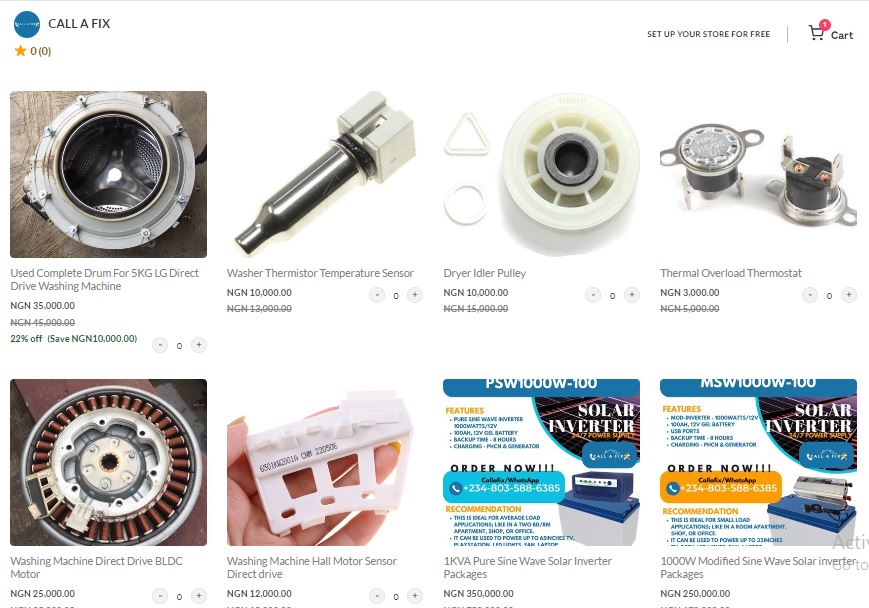 CALL A FIX
0 (0)
SET UP YOUR STORE FOR FREE
1
Cart
DROP
Used Complete Drum For 5KG LG Direct
Drive Washing Machine
NGN 35,000.00
NGN 45,000.00
22% off (Save NGN10,000.00)
- 0 +
Washer Thermistor Temperature Sensor
NGN 10,000.00
NGN 13,000.00
- 0 +
Dryer Idler Pulley
NGN 10,000.00
NGN 15,000.00
- 0 +
Thermal Overload Thermostat
NGN 3,000.00
NGN 5,000.00
- 0 +
Washing Machine Direct Drive BLDC
Motor
NGN 25,000.00
- 0 +
6501KW2001A CHM 220506
Washing Machine Hall Motor Sensor
Direct drive
NGN 12,000.00
- 0 +
PSW1000W-100
FEATURES
• PURE SINE WAVE INVERTER
1000WATTS/12V
• 100AH, 12V GEL BATTERY
• BACKUP TIME - 8 HOURS
• CHARGING - PHCN & GENERATOR
SOLAR
INVERTER
24/7 POWER SUPPLY
CALL A FIX
ORDER NOW!!!
Callafix/WhatsApp
+234-803-588-6385
RECOMMENDATION
• THIS IS IDEAL FOR AVERAGE LOAD
APPLICATIONS; LIKE IN A TWO BD/RM
APARTMENT, SHOP, OR OFFICE.
• IT CAN BE USED TO POWER UP TO 65INCHES TV,
PLAYSTATION, LED LIGHTS, FAN, LAPTOP
1KVA Pure Sine Wave Solar Inverter
Packages
NGN 350,000.00
MSW1000W-100
FEATURES
• MOD-INVERTER - 1000WATTS/12V
• 100AH, 12V GEL BATTERY
• USB PORTS
• BACKUP TIME - 8 HOURS
• CHARGING - PHCN & GENERATOR
SOLAR
INVERTER
24/7 POWER SUPPLY
CALL A FIX
ORDER NOW!!!
Callafix/WhatsApp
+234-803-588-6385
RECOMMENDATION
• THIS IS IDEAL FOR SMALL LOAD
APPLICATIONS; LIKE IN A ROOM APARTMENT,
SHOP, OR OFFICE.
• IT CAN BE USED TO POWER UP TO 32INCHES TV,
1000W Modified Sine Wave Solar inverter
Packages
NGN 250,000.00
Activ
Go to